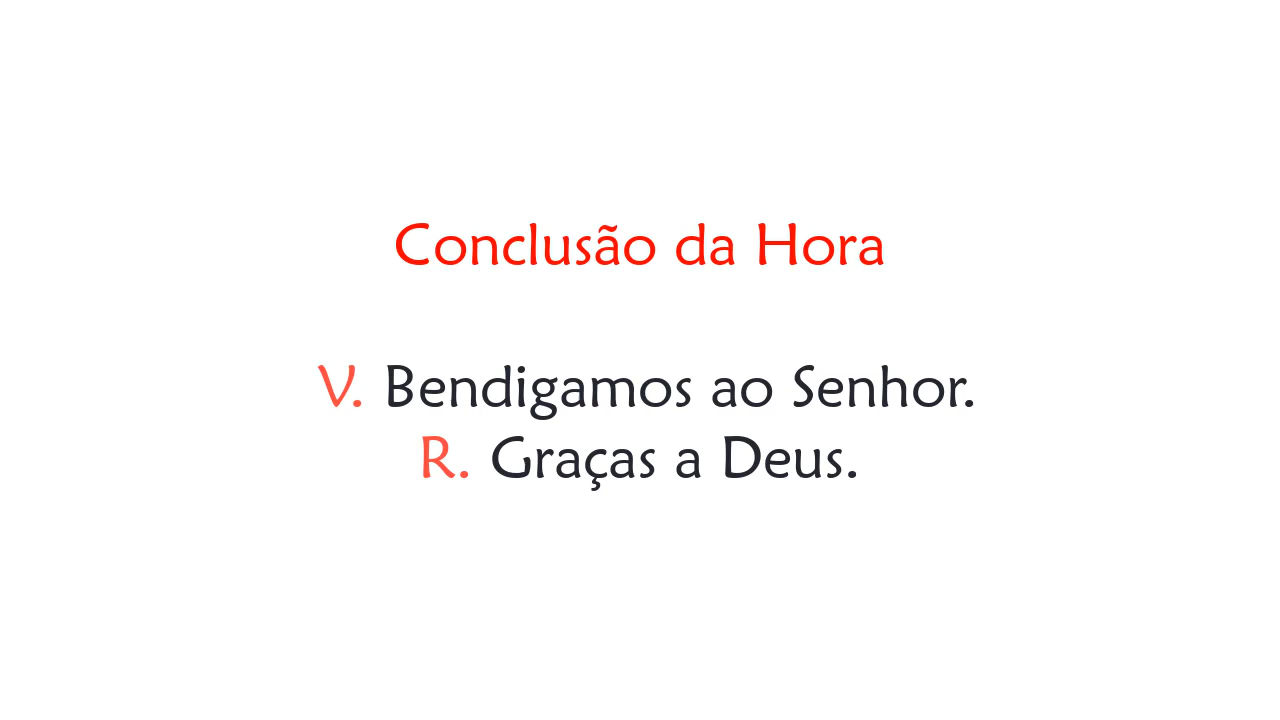 Conclusão da Hora
V. Bendigamos ao Senhor.
R. Graças a Deus.